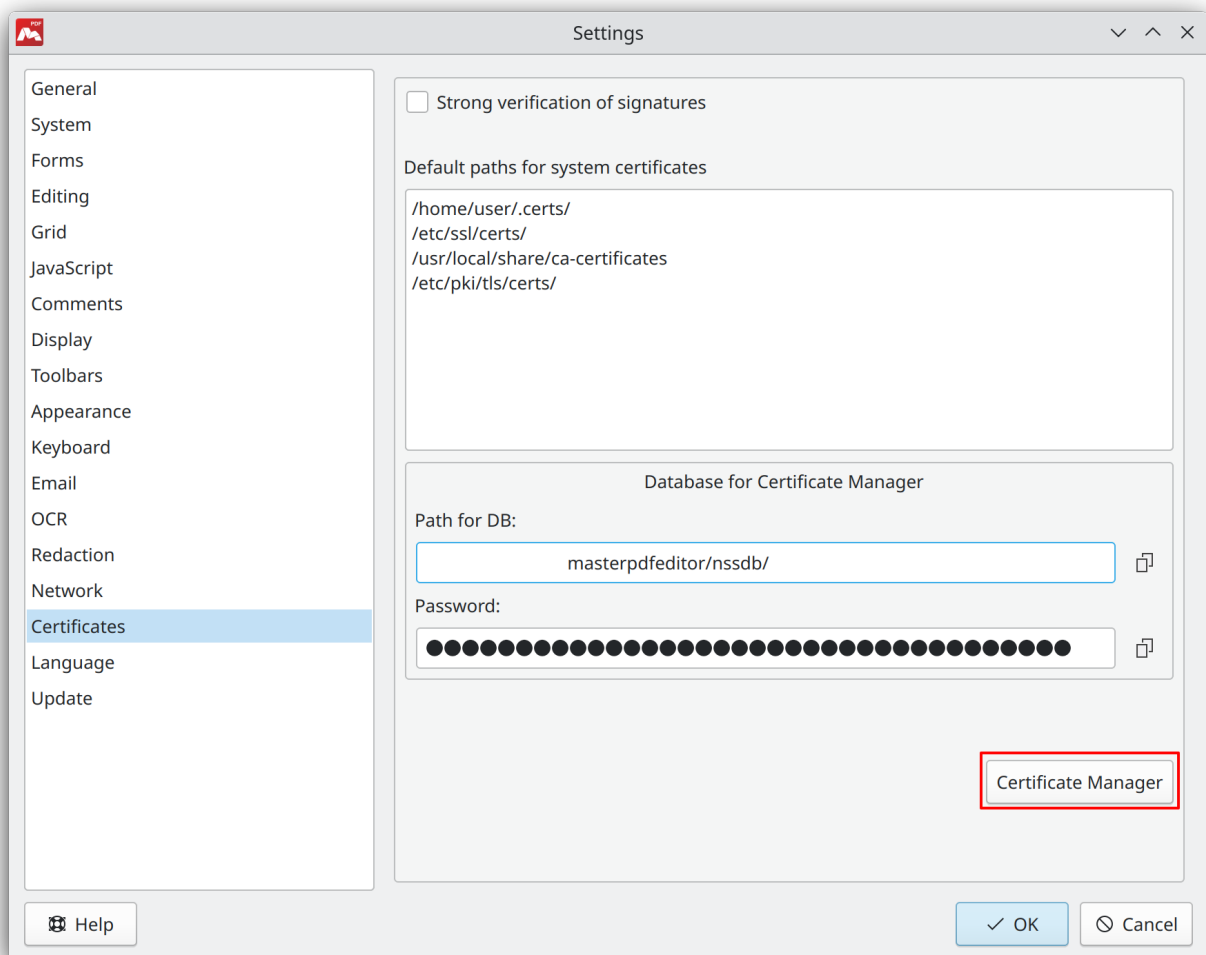 PDF
Settings
General
System
Forms
Editing
Grid
JavaScript
Comments
Display
Toolbars
Appearance
Keyboard
Email
OCR
Redaction
Network
Certificates
Language
Update
Strong verification of signatures
Default paths for system certificates
/home/user/.certs/
/etc/ssl/certs/
/usr/local/share/ca-certificates
/etc/pki/tls/certs/
Database for Certificate Manager
Path for DB:
masterpdfeditor/nssdb/
Password:
●●●●●●●●●●●●●●●●●●●●●●●●●●●●●●●●●●●●
Certificate Manager
Help
OK
Cancel